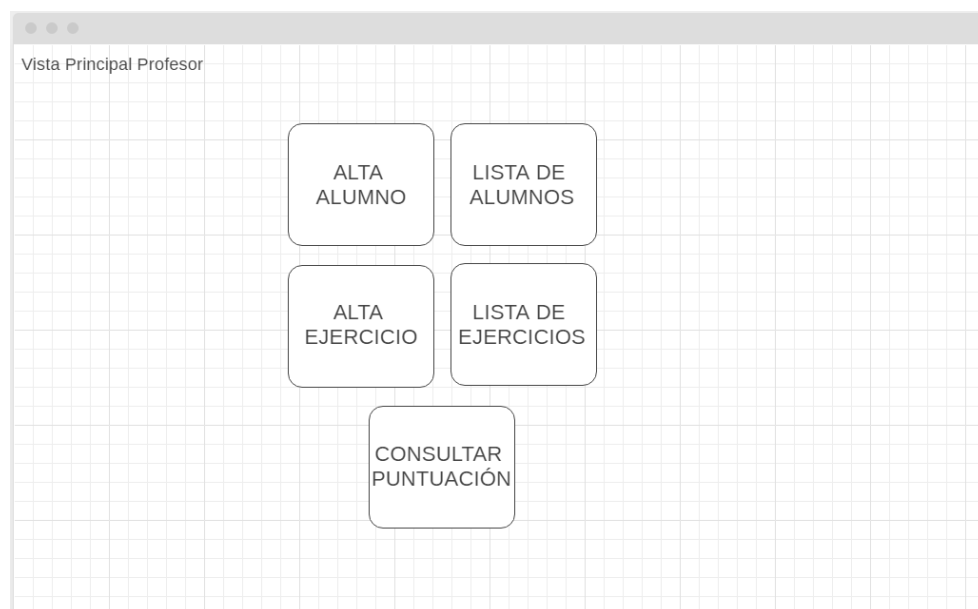 Vista Principal Profesor
ALTA
ALUMNO
LISTA DE
ALUMNOS
ALTA
EJERCICIO
LISTA DE
EJERCICIOS
CONSULTAR
PUNTUACIÓN